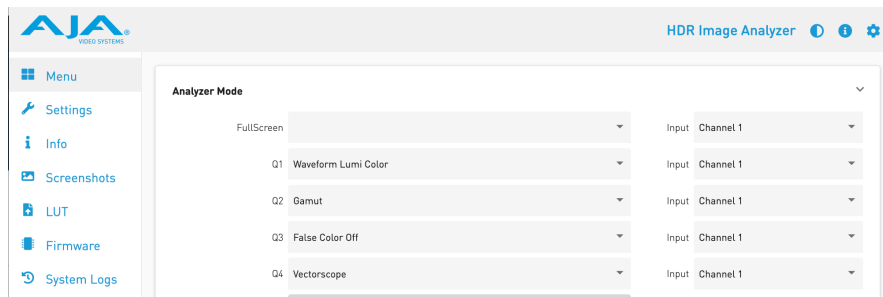 AJA
VIDEO SYSTEMS
HDR Image Analyzer
Menu
Settings
Info
Screenshots
LUT
Firmware
System Logs
Analyzer Mode
FullScreen Input Channel 1
Q1 Waveform Lumi Color Input Channel 1
Q2 Gamut Input Channel 1
Q3 False Color Off Input Channel 1
Q4 Vectorscope Input Channel 1